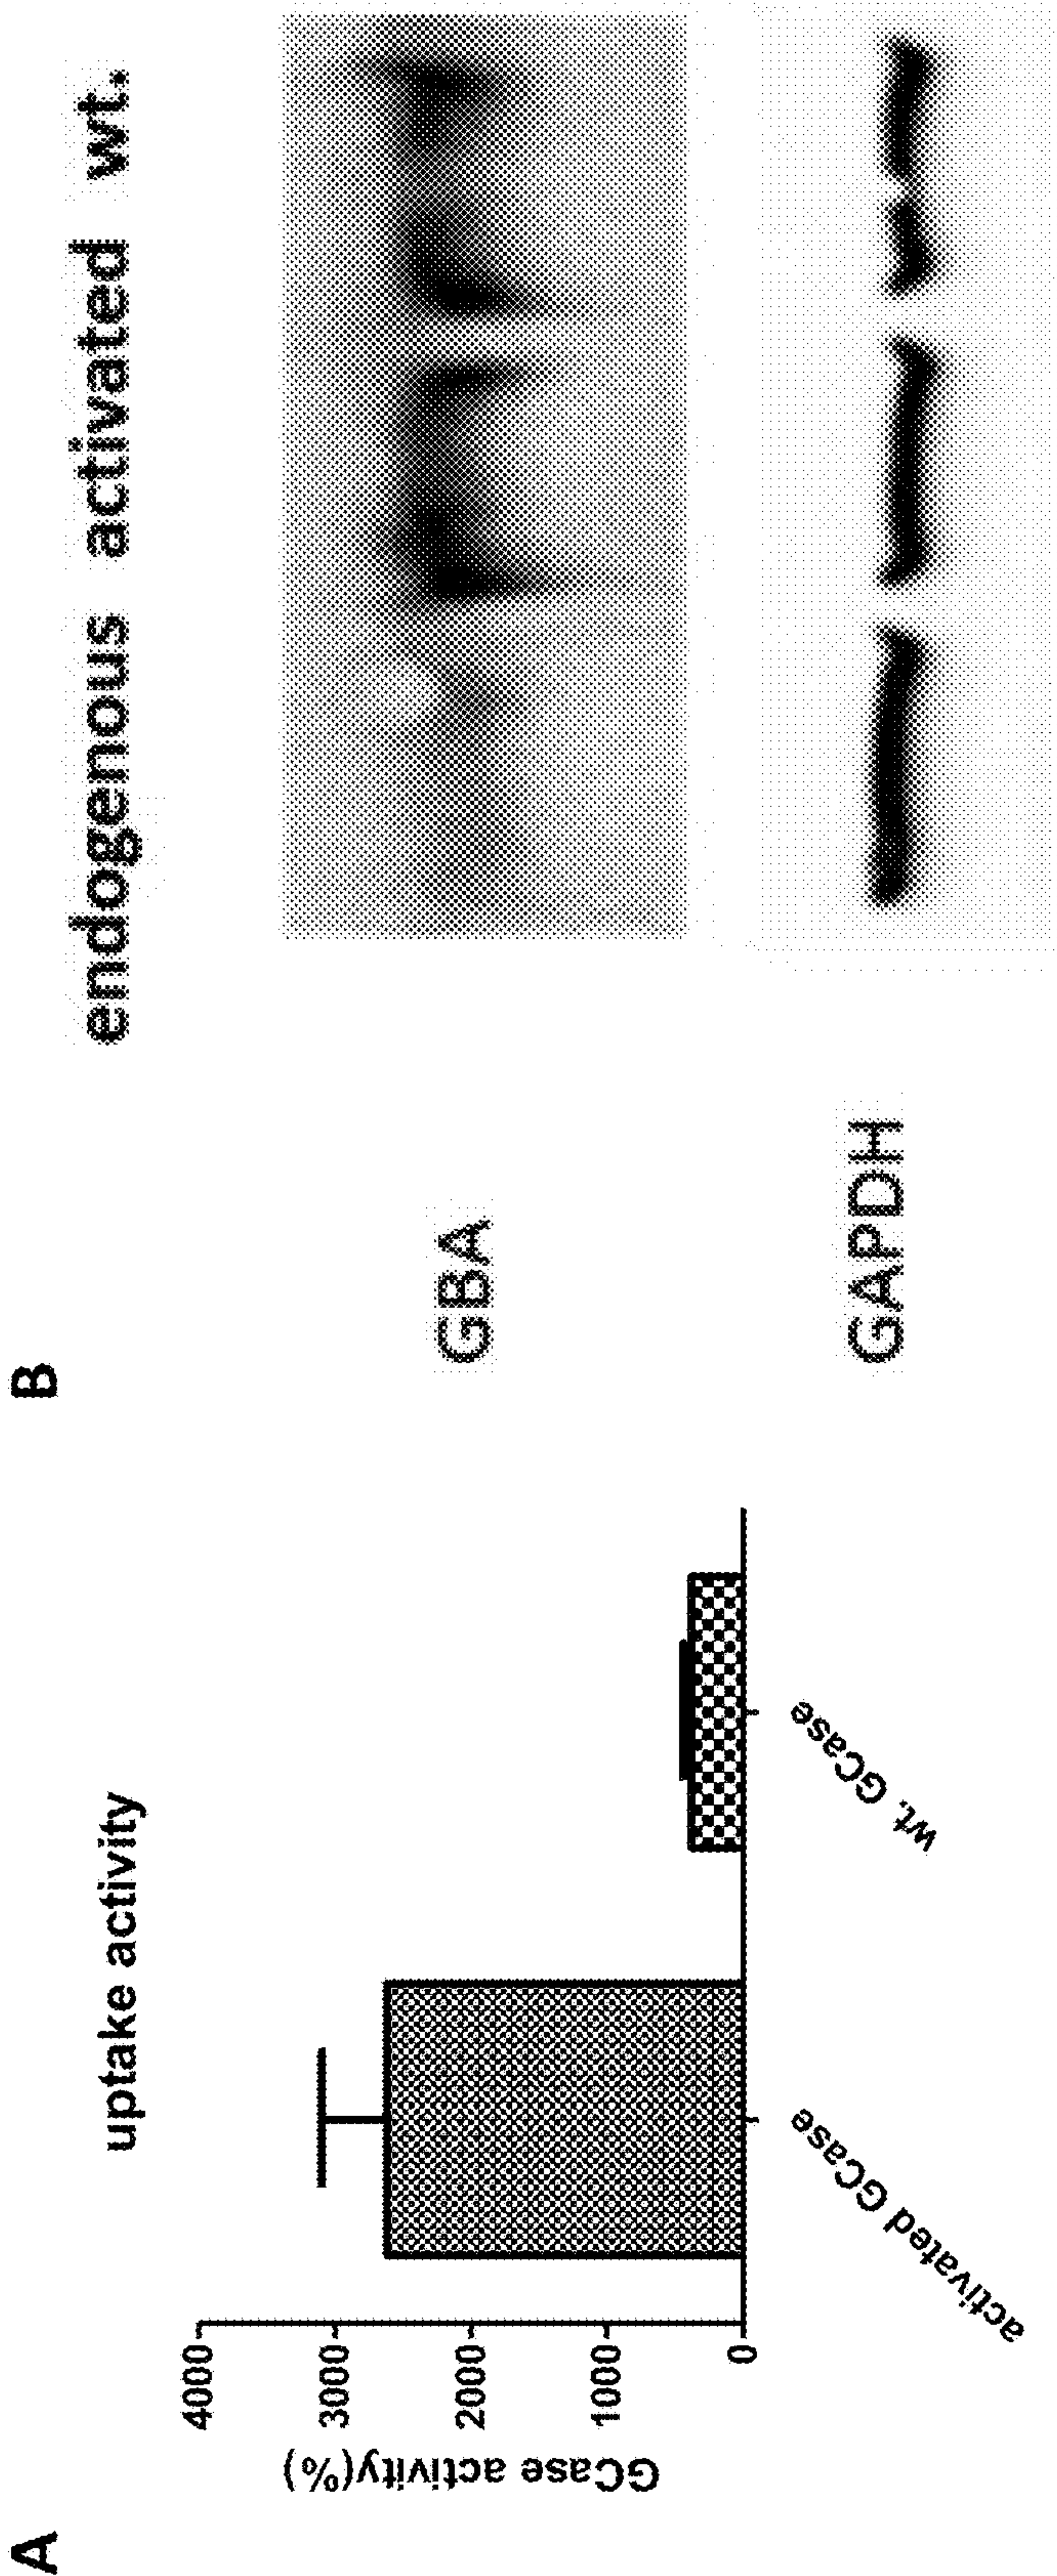 A
uptake activity
GCase activity(%)
4000
3000
2000
1000
0
activated GCase
wt. GCase
B
endogenous activated wt.
GBA
GAPDH